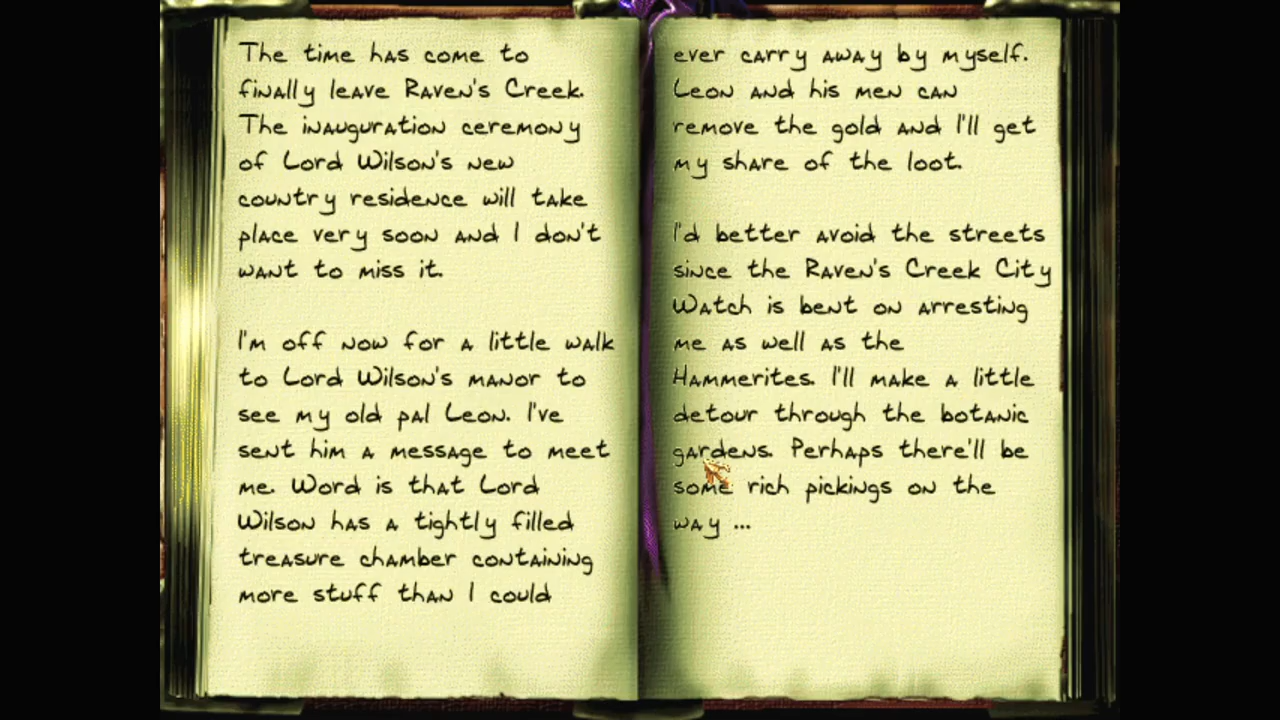 The time has come to
finally leave Raven's Creek.
The inauguration ceremony
of Lord Wilson's new
country residence will take
place very soon and I don't
want to miss it.
I'm off now for a little walk
to Lord Wilson's manor to
see my old pal Leon. I've
sent him a message to meet
me. Word is that Lord
Wilson has a tightly filled
treasure chamber containing
more stuff than I could
ever carry away by myself.
Leon and his men can
remove the gold and I'll get
my share of the loot.
I'd better avoid the streets
since the Raven's Creek City
Watch is bent on arresting
me as well as the
Hammerites. I'll make a little
detour through the botanic
gardens. Perhaps there'll be
some rich pickings on the
way ...